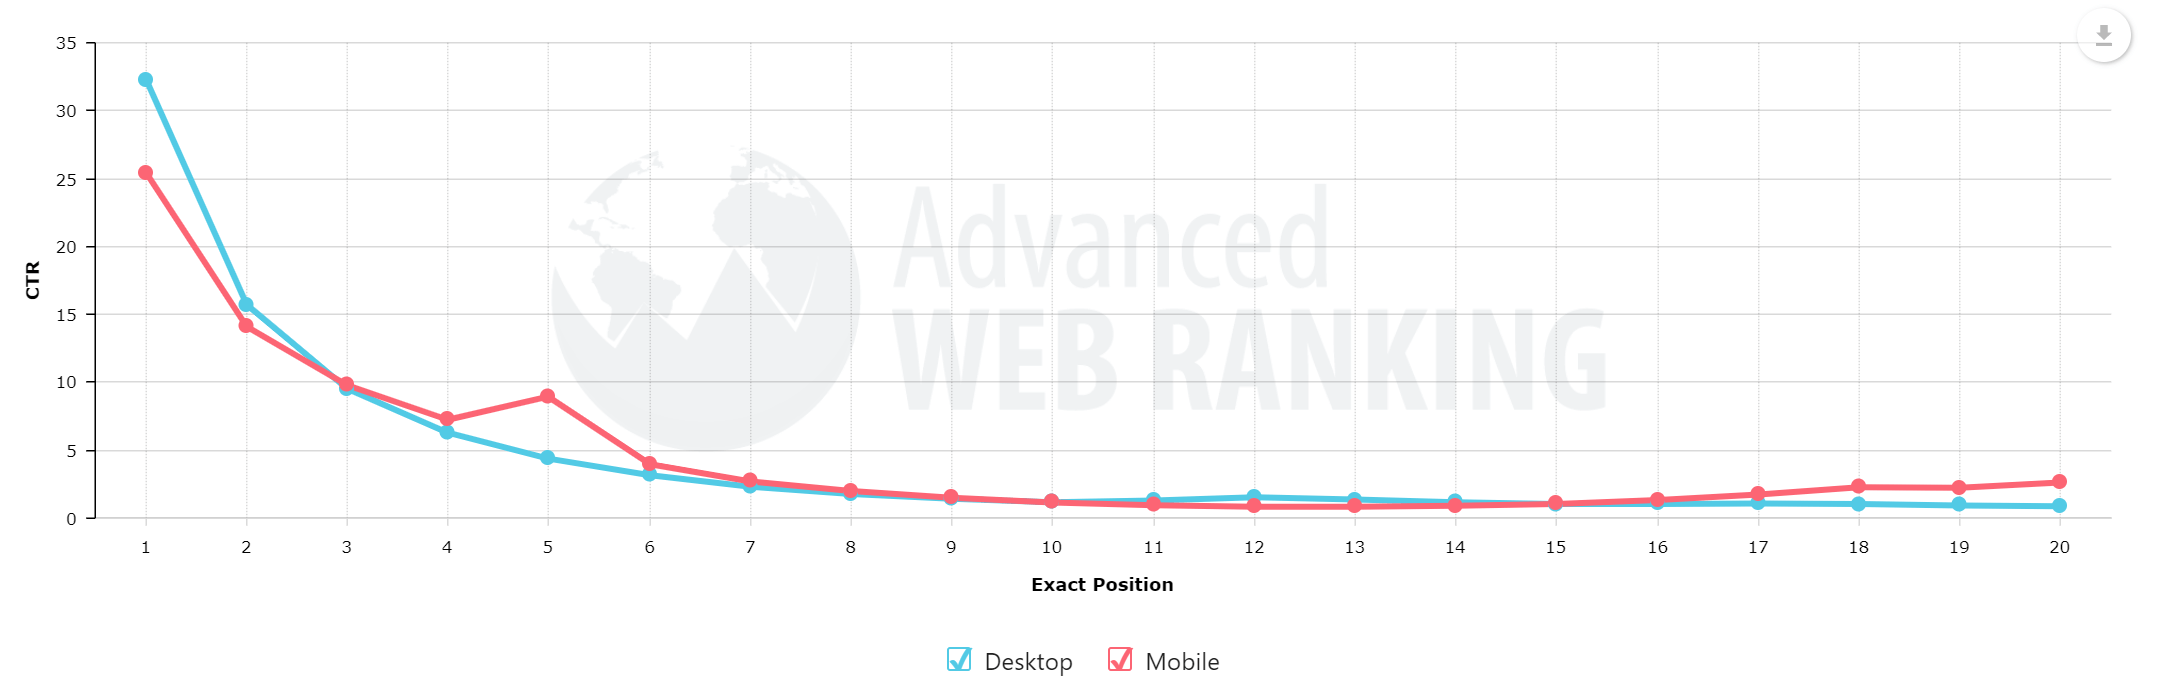 35
30
25
20
15
10
5
0
CTR
Advanced
WEB RANKING
1 2 3 4 5 6 7 8 9 10 11 12 13 14 15 16 17 18 19 20
Exact Position
Desktop Mobile